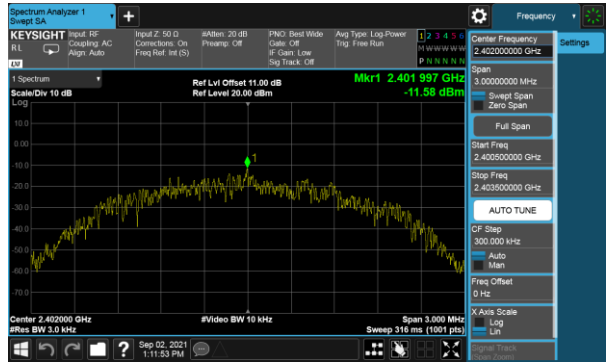 Spectrum Analyzer 1
Swept SA
Frequency
KEYSIGHT
Input: RF
Input Z: 50 Ω
#Atten: 20 dB
PNO: Best Wide
Avg Type: Log-Power
1 2 3 4 5 6
RL
Coupling: AC
Corrections: On
Preamp: Off
Gate: Off
Trig: Free Run
M W W W W W
Align: Auto
Freq Ref: Int (S)
IF Gain: Low
P N N N N N
LXI
Sig Track: Off
1 Spectrum
Ref Lvl Offset 11.00 dB
Mkr1 2.401 997 GHz
Scale/Div 10 dB
Ref Level 20.00 dBm
-11.58 dBm
Log
10.0
0.00
-10.0
-20.0
-30.0
-40.0
-50.0
-60.0
-70.0
1
Center 2.402000 GHz
#Video BW 10 kHz
Span 3.000 MHz
#Res BW 3.0 kHz
Sweep 316 ms (1001 pts)
Center Frequency
2.402000000 GHz
Settings
Span
3.00000000 MHz
Swept Span
Zero Span
Full Span
Start Freq
2.400500000 GHz
Stop Freq
2.403500000 GHz
AUTO TUNE
CF Step
300.000 kHz
Auto
Man
Freq Offset
0 Hz
X Axis Scale
Log
Lin
Signal Track
(Span Zoom)
?
Sep 02, 2021
1:11:53 PM